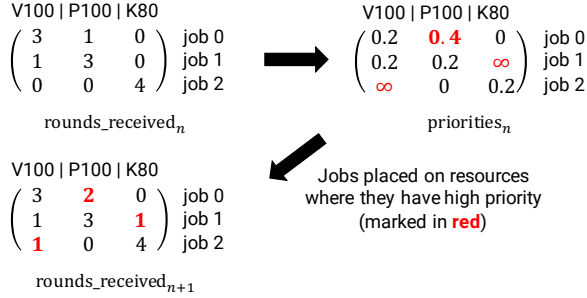 V100 | P100 | K80
3 1 0 job 0
1 3 0 job 1
0 0 4 job 2
rounds_received_n
V100 | P100 | K80
0.2 0.4 0 job 0
0.2 0.2 ∞ job 1
∞ 0 0.2 job 2
priorities_n
V100 | P100 | K80
3 2 0 job 0
1 3 1 job 1
1 0 4 job 2
rounds_received_{n+1}
Jobs placed on resources
where they have high priority
(marked in red)